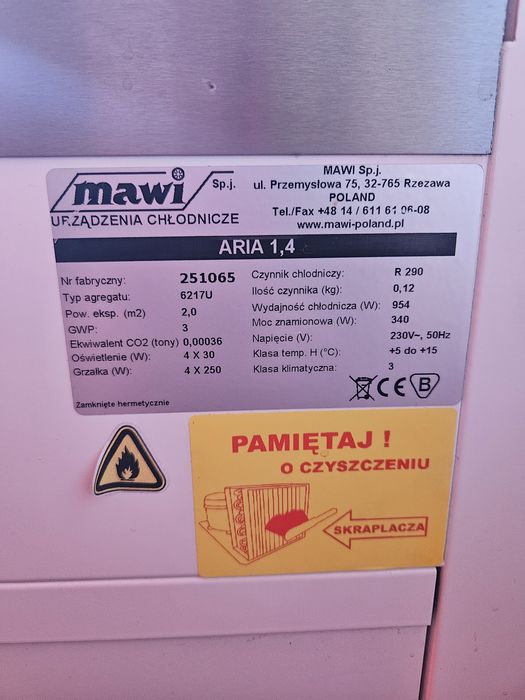 mawi Sp.j.
URZĄDZENIA CHŁODNICZE
MAWI Sp.j.
ul. Przemysłowa 75, 32-765 Rzezawa
POLAND
Tel./Fax +48 14 / 611 61 06-08
www.mawi-poland.pl
ARIA 1,4
Nr fabryczny: 251065
Typ agregatu: 6217U
Pow. eksp. (m2) 2,0
GWP: 3
Ekwiwalent CO2 (tony) 0,00036
Oświetlenie (W): 4 X 30
Grzałka (W): 4 X 250
Czynnik chłodniczy: R 290
Ilość czynnika (kg): 0,12
Wydajność chłodnicza (W): 954
Moc znamionowa (W): 340
Napięcie (V): 230V~, 50Hz
Klasa temp. H (°C): +5 do +15
Klasa klimatyczna: 3
CE B
Zamknięte hermetycznie
PAMIĘTAJ !
O CZYSZCZENIU
SKRAPLACZA